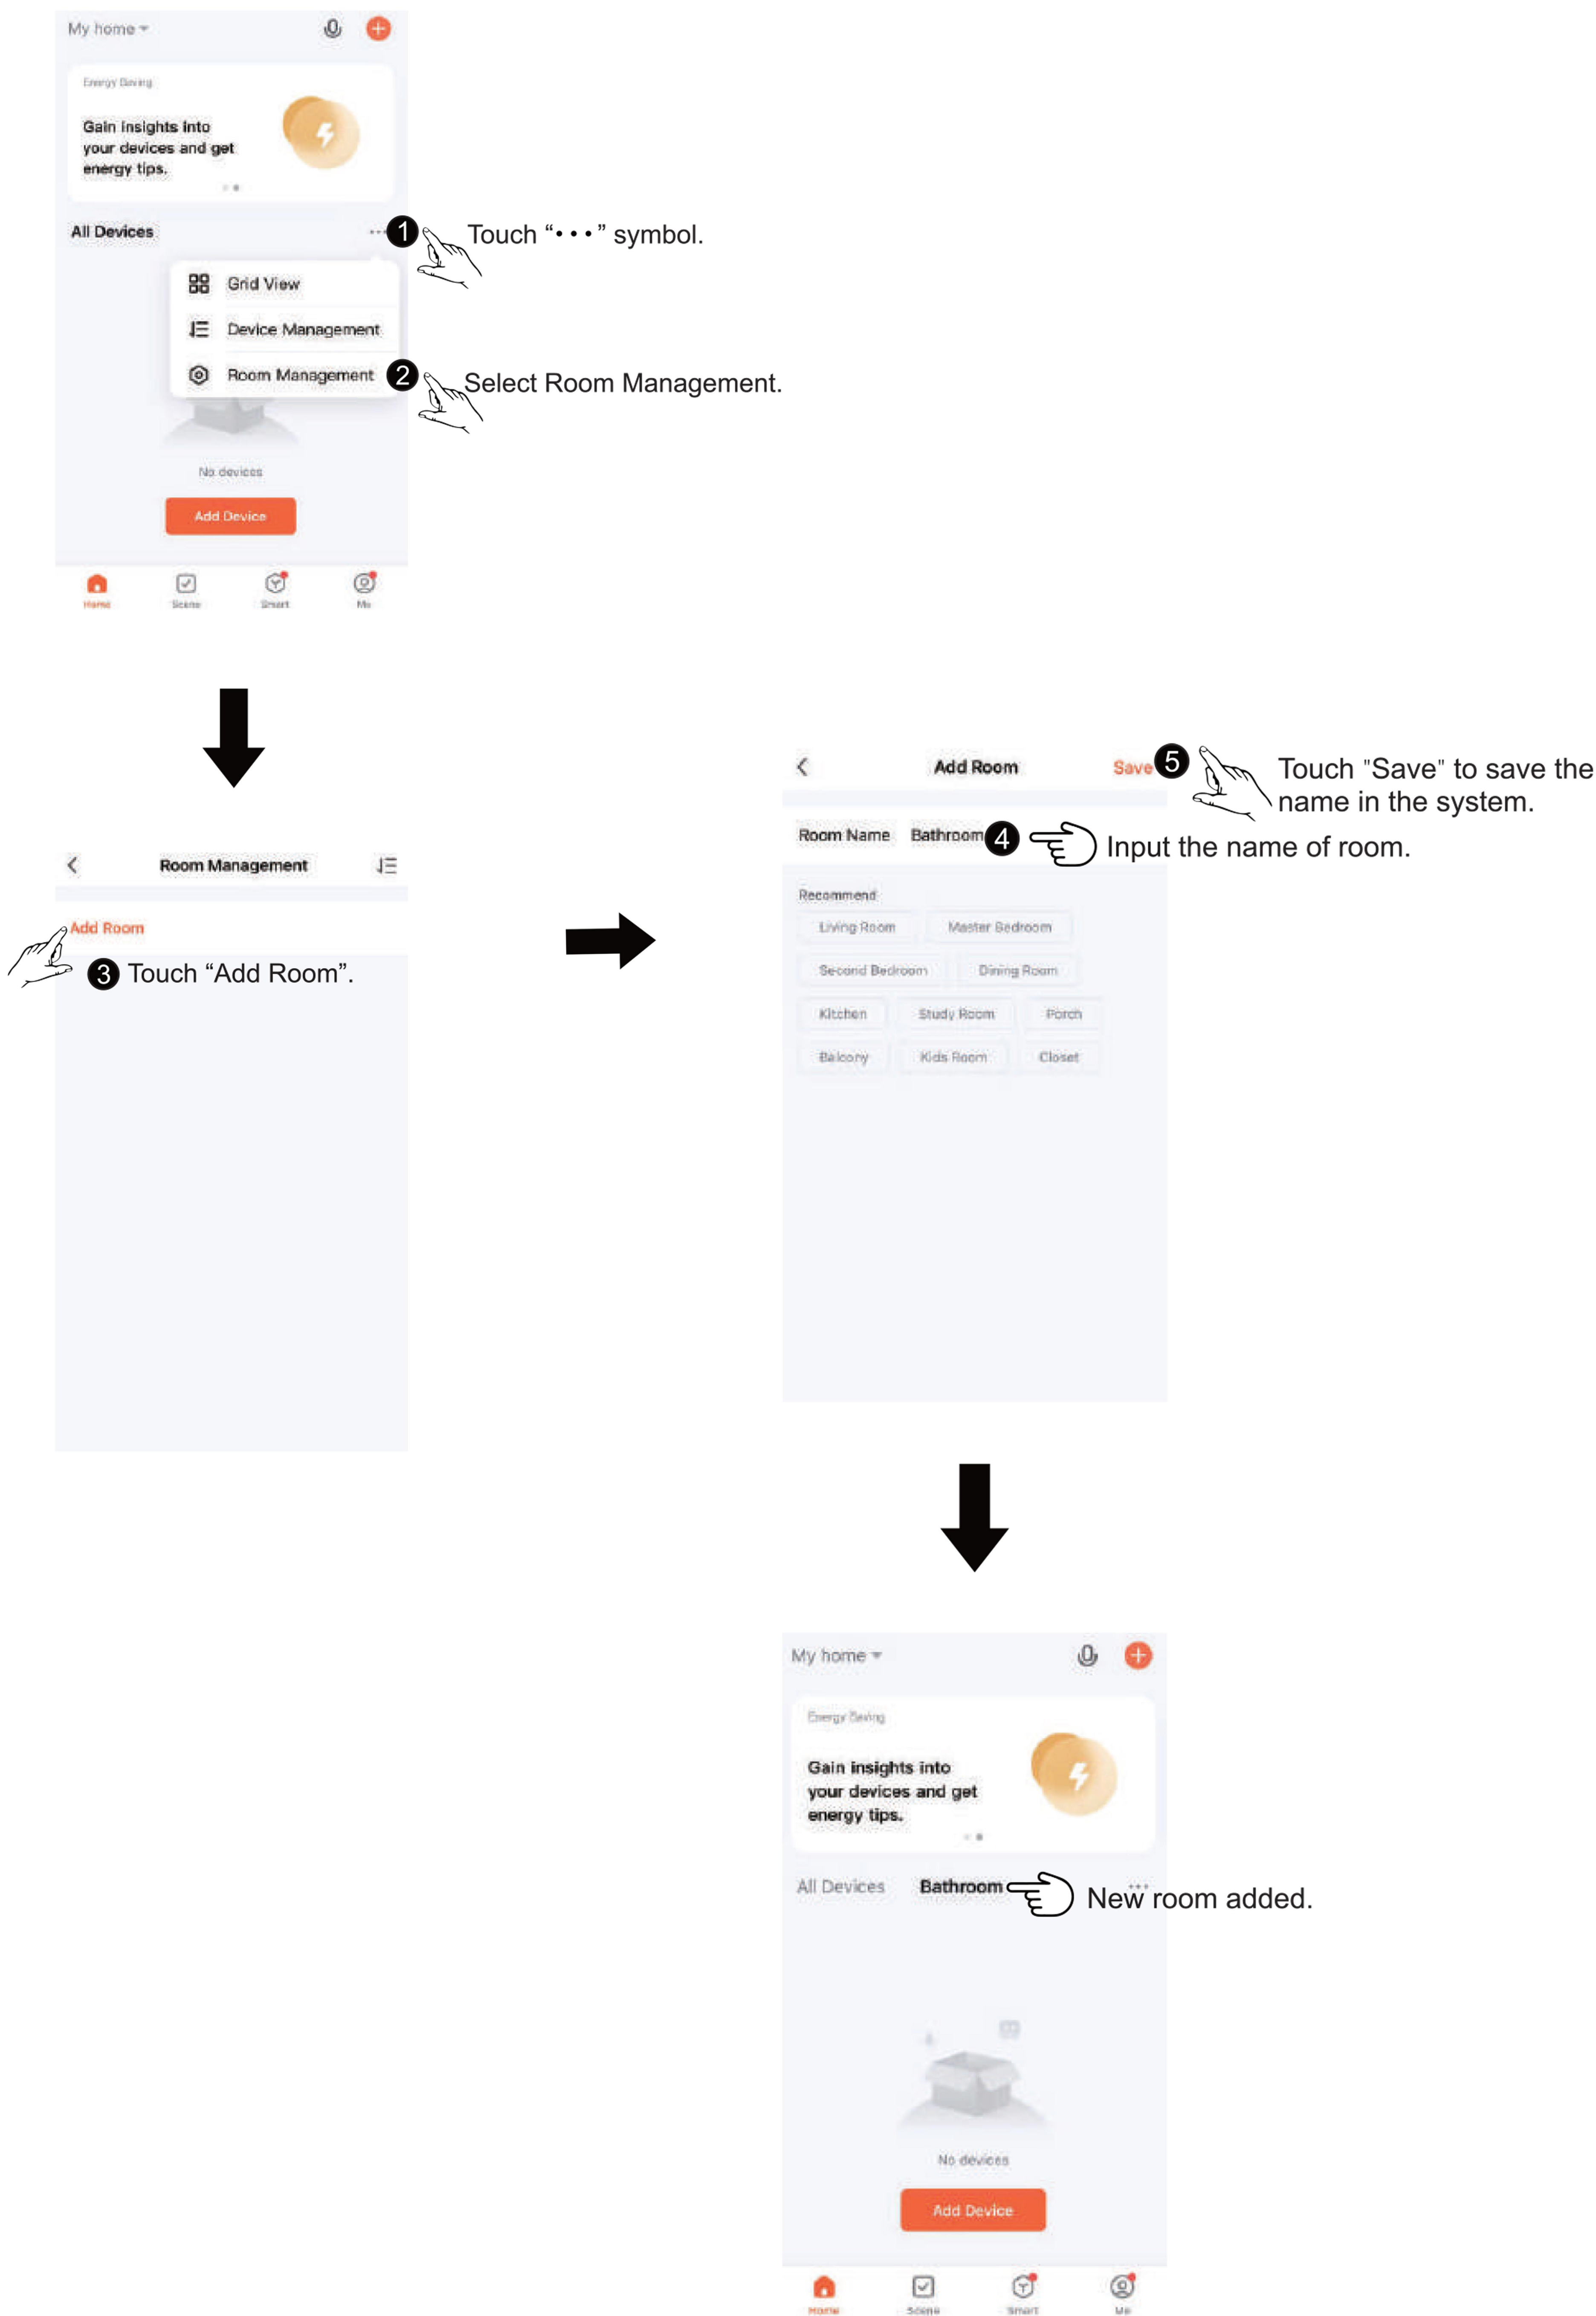 My home
Energy Saving
Gain insights into
your devices and get
energy tips.
All Devices
1 Touch “• • •” symbol.
Grid View
Device Management
Room Management
2 Select Room Management.
No devices
Add Device
Home Scene Smart Me
Room Management
Add Room
3 Touch “Add Room”.
Add Room Save
5 Touch "Save" to save the
name in the system.
Room Name Bathroom
4 Input the name of room.
Recommend
Living Room Master Bedroom
Second Bedroom Dining Room
Kitchen Study Room Porch
Balcony Kids Room Closet
My home
Energy Saving
Gain insights into
your devices and get
energy tips.
All Devices Bathroom
New room added.
No devices
Add Device
Home Scene Smart Me